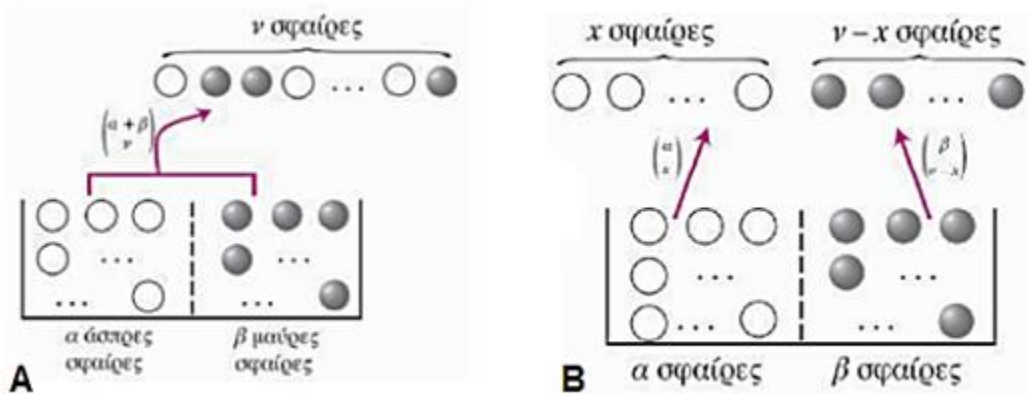 ν σφαίρες
(α + β
ν)
α άσπρες
σφαίρες
β μαύρες
σφαίρες
A
x σφαίρες
ν – x σφαίρες
(α
x)
(β
ν – x)
α σφαίρες
β σφαίρες
B